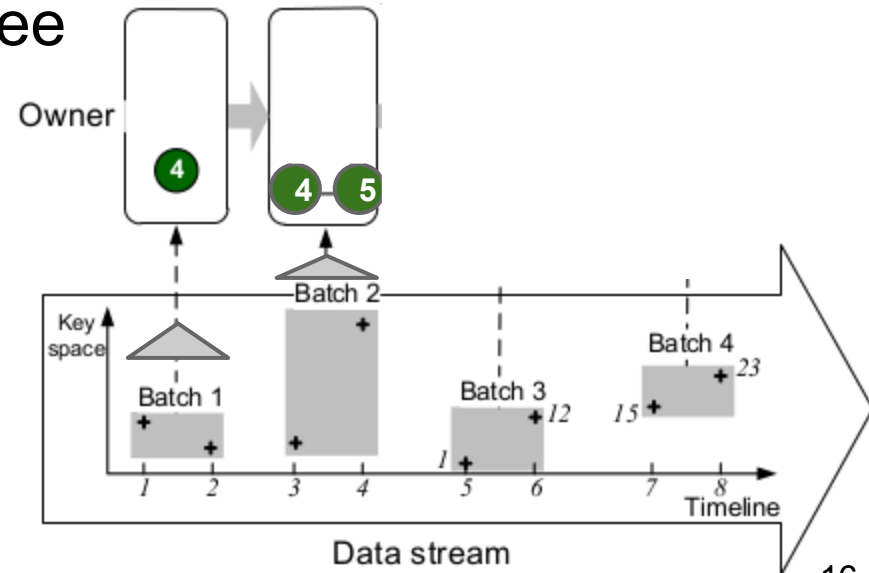 ee
Owner
4
4 5
Batch 2
Key
space
Batch 4
23
Batch 1
Batch 3
15
12
1
1 2 3 4 5 6 7 8
Timeline
Data stream
16